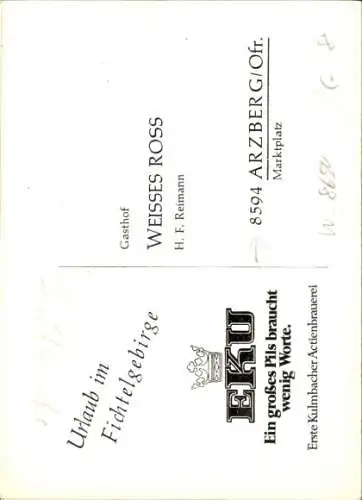 Urlaub im
Fichtelgebirge
EKU
Ein großes Pils braucht
wenig Worte.
Erste Kulmbacher Actienbrauerei
Gasthof
WEISSES ROSS
H. F. Reimann
8594 ARZBERG/Ofr.
Marktplatz